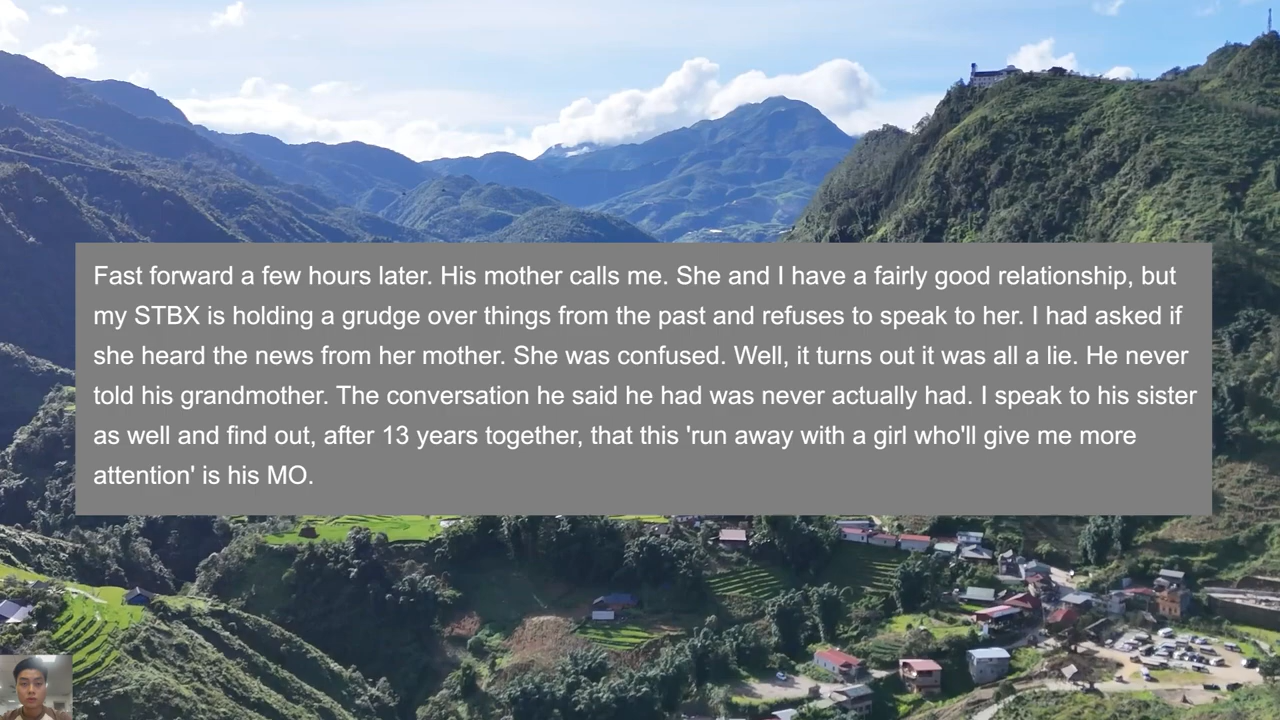 Fast forward a few hours later. His mother calls me. She and I have a fairly good relationship, but
my STBX is holding a grudge over things from the past and refuses to speak to her. I had asked if
she heard the news from her mother. She was confused. Well, it turns out it was all a lie. He never
told his grandmother. The conversation he said he had was never actually had. I speak to his sister
as well and find out, after 13 years together, that this 'run away with a girl who'll give me more
attention' is his MO.